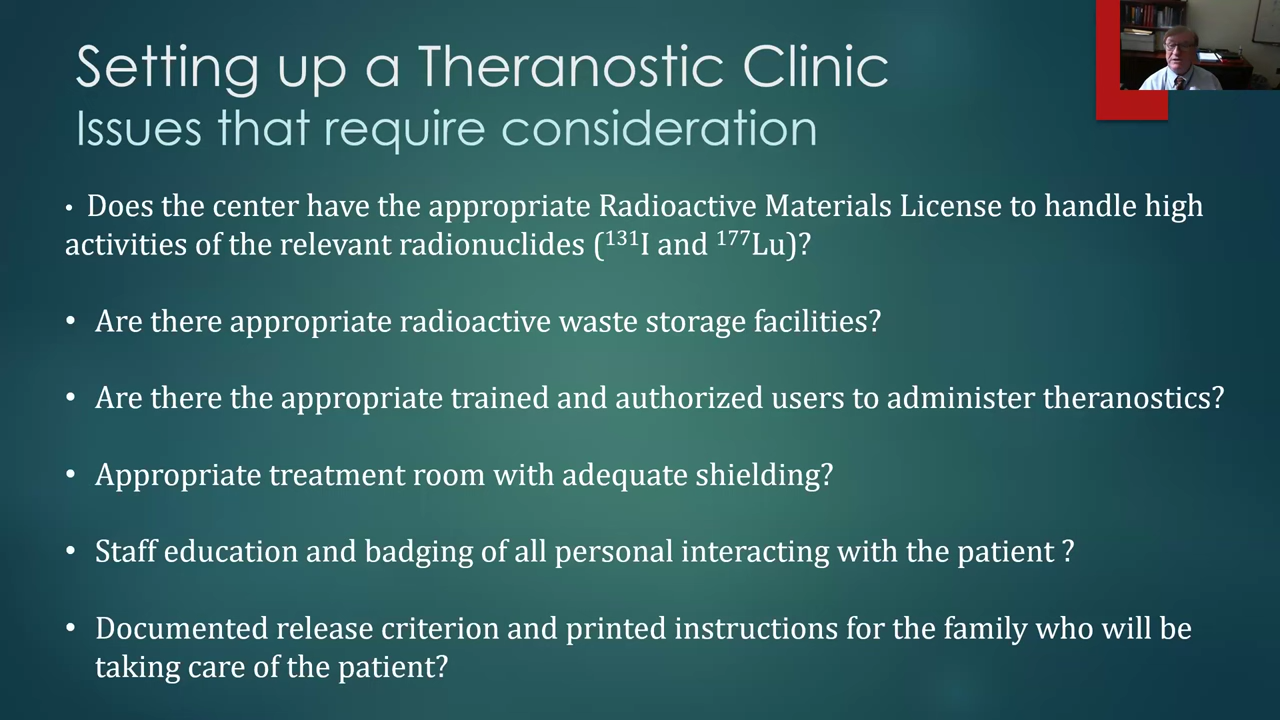 Setting up a Theranostic Clinic
Issues that require consideration
• Does the center have the appropriate Radioactive Materials License to handle high
activities of the relevant radionuclides (¹³¹I and ¹⁷⁷Lu)?
• Are there appropriate radioactive waste storage facilities?
• Are there the appropriate trained and authorized users to administer theranostics?
• Appropriate treatment room with adequate shielding?
• Staff education and badging of all personal interacting with the patient ?
• Documented release criterion and printed instructions for the family who will be
taking care of the patient?